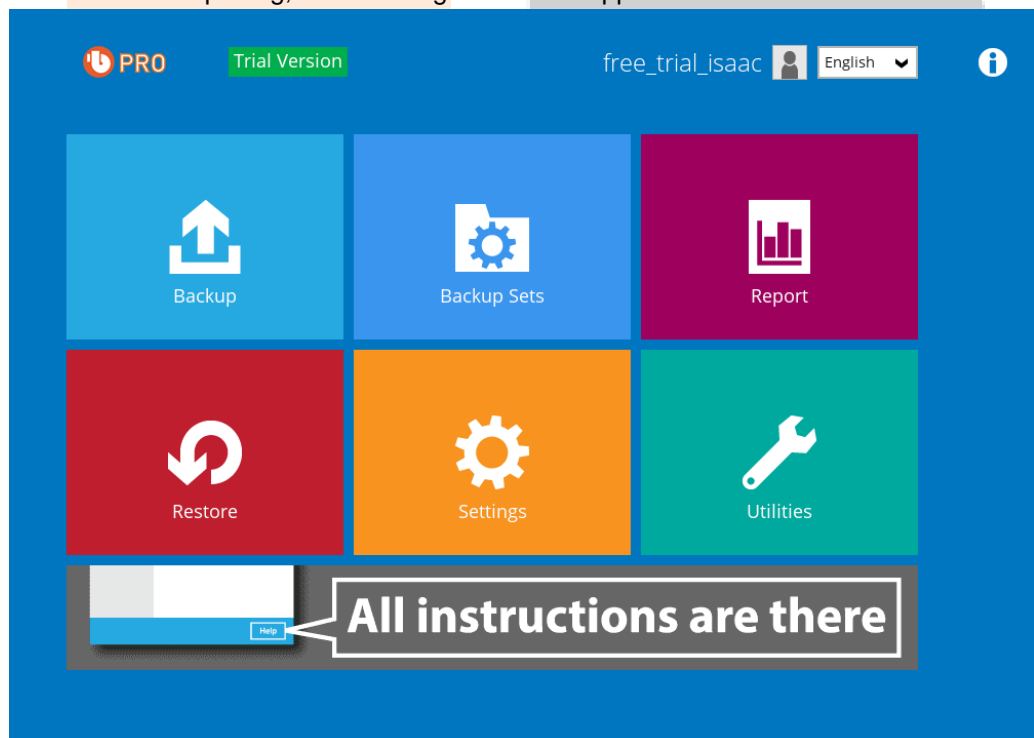 PRO
Trial Version
free_trial_isaac
English
Backup
Backup Sets
Report
Restore
Settings
Utilities
Help
All instructions are there